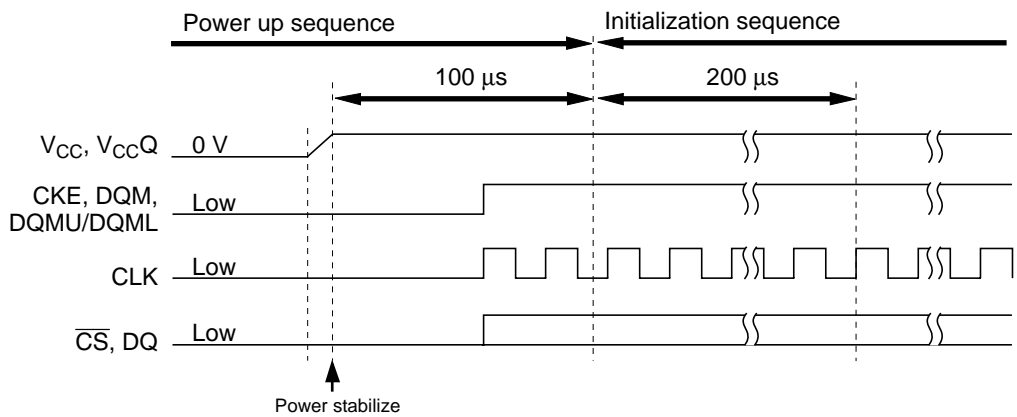 Power up sequence
Initialization sequence
100 μs
200 μs
VCC, VCCQ
0 V
CKE, DQM,
DQMU/DQML
Low
CLK
Low
CS, DQ
Low
Power stabilize